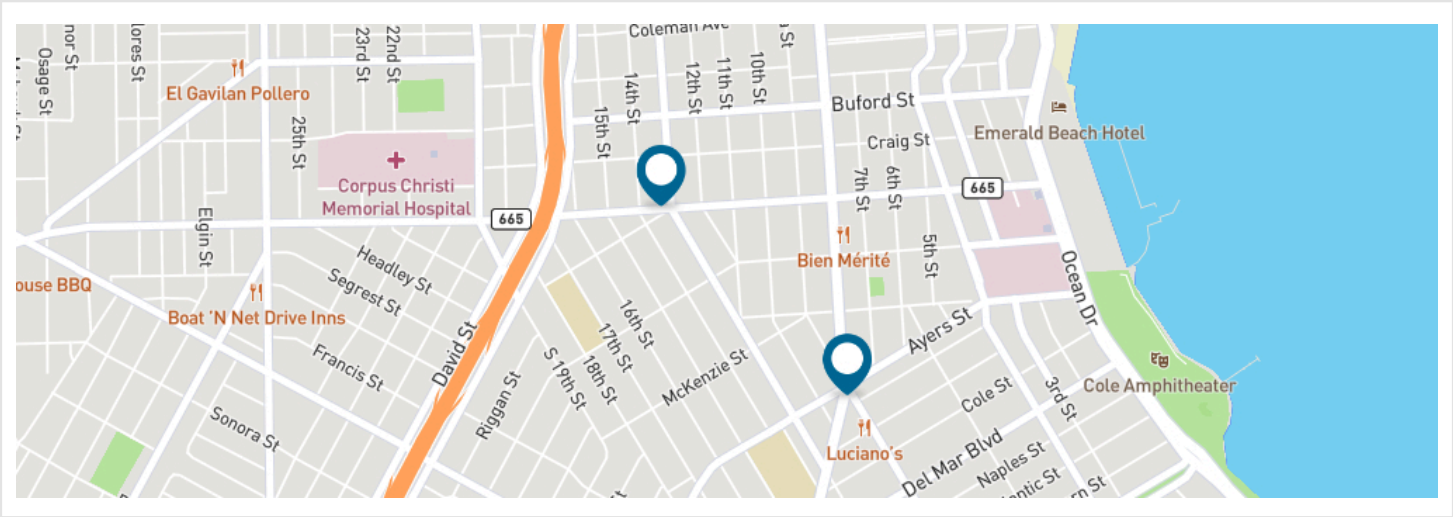 Coleman Ave
22nd St
23rd St
Osage St
El Gavilan Pollero
14th St
12th St
11th St
10th St
Buford St
15th St
25th St
Craig St
Emerald Beach Hotel
Corpus Christi
Memorial Hospital
7th St
6th St
665
665
Elgin St
Bien Mérité
5th St
Headley St
Segrest St
Ocean Dr
ouse BBQ
Boat 'N Net Drive Inns
David St
16th St
17th St
Ayers St
Francis St
S 19th St
18th St
McKenzie St
Cole Amphitheater
Cole St
3rd St
Riggan St
Sonora St
Luciano's
Del Mar Blvd
Naples St
ntic St
rn St